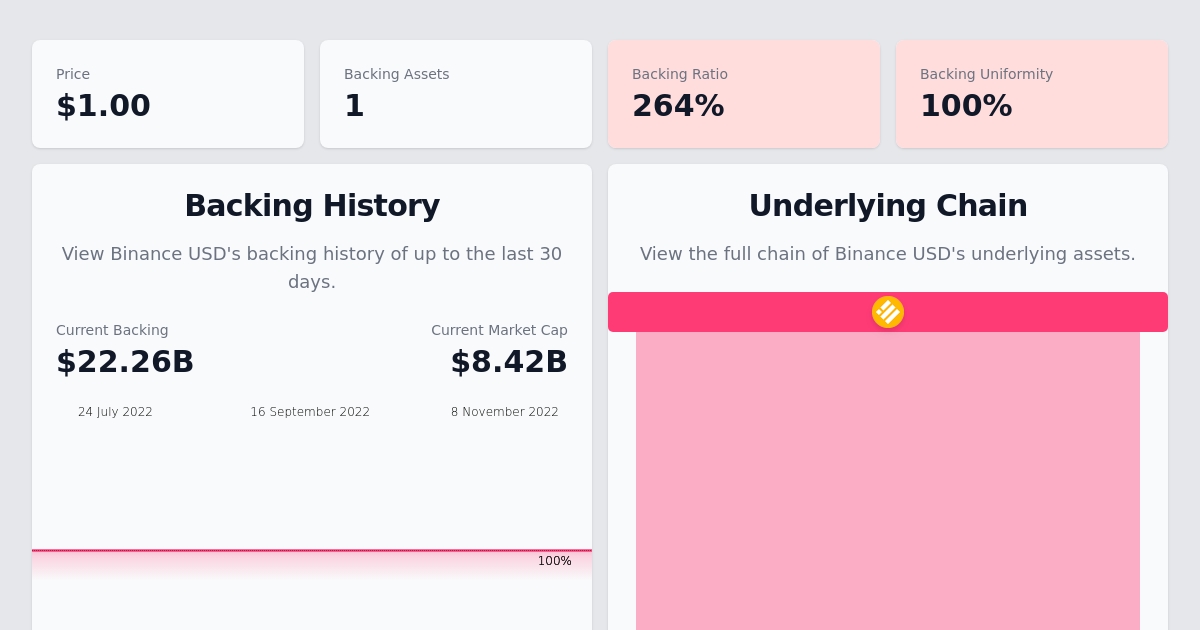 Price
$1.00
Backing Assets
1
Backing Ratio
264%
Backing Uniformity
100%
Backing History
View Binance USD's backing history of up to the last 30
days.
Current Backing
$22.26B
Current Market Cap
$8.42B
24 July 2022
16 September 2022
8 November 2022
100%
Underlying Chain
View the full chain of Binance USD's underlying assets.